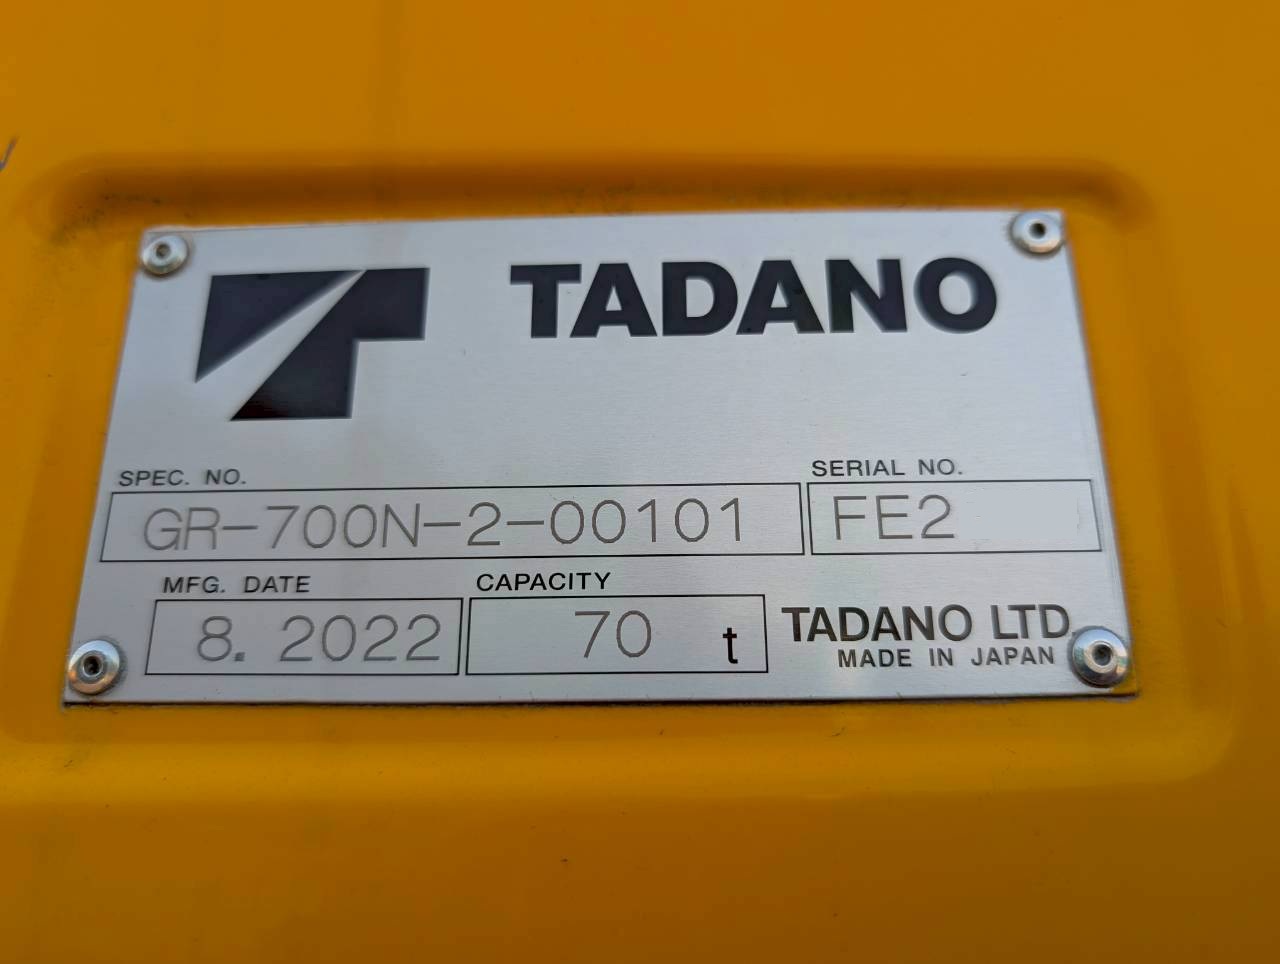 TADANO
SPEC. NO.
SERIAL NO.
GR-700N-2-00101
FE2
MFG. DATE
CAPACITY
8. 2022
70 t
TADANO LTD.
MADE IN JAPAN